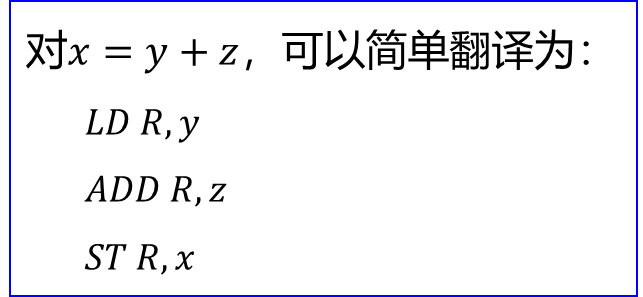 对x = y + z，可以简单翻译为：
LD R, y
ADD R, z
ST R, x